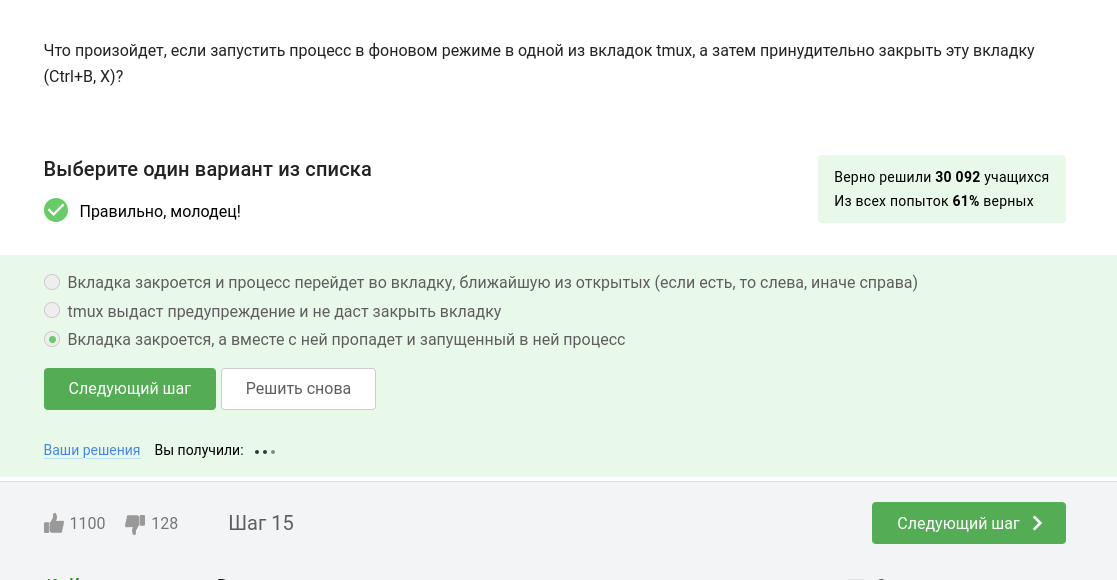 Что произойдет, если запустить процесс в фоновом режиме в одной из вкладок tmux, а затем принудительно закрыть эту вкладку
(Ctrl+B, X)?
Выберите один вариант из списка
Правильно, молодец!
Верно решили 30 092 учащихся
Из всех попыток 61% верных
Вкладка закроется и процесс перейдет во вкладку, ближайшую из открытых (если есть, то слева, иначе справа)
tmux выдаст предупреждение и не даст закрыть вкладку
Вкладка закроется, а вместе с ней пропадет и запущенный в ней процесс
Следующий шаг
Решить снова
Ваши решения Вы получили:
1100 128 Шаг 15
Следующий шаг